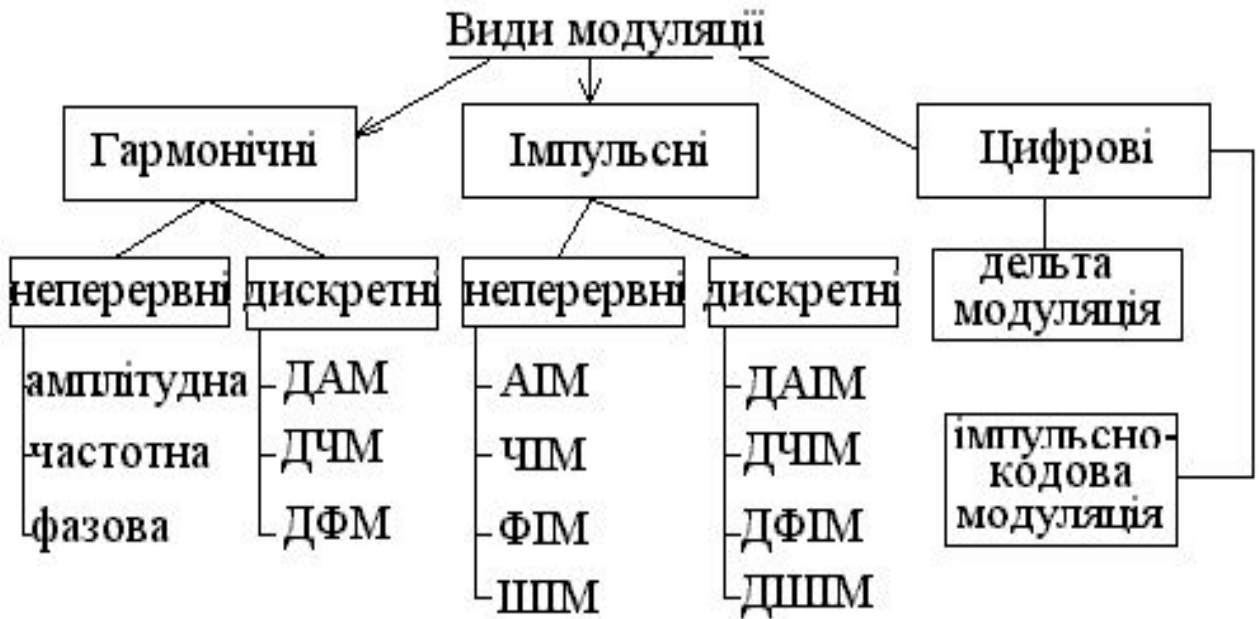 Види модуляції
Гармонічні
Імпульсні
Цифрові
неперервні
дискретні
неперервні
дискретні
дельта
модуляція
амплітудна
частотна
фазова
ДАМ
ДЧМ
ДФМ
АІМ
ЧІМ
ФІМ
ШІМ
ДАІМ
ДЧІМ
ДФІМ
ДШІМ
імпульсно-
кодова
модуляція